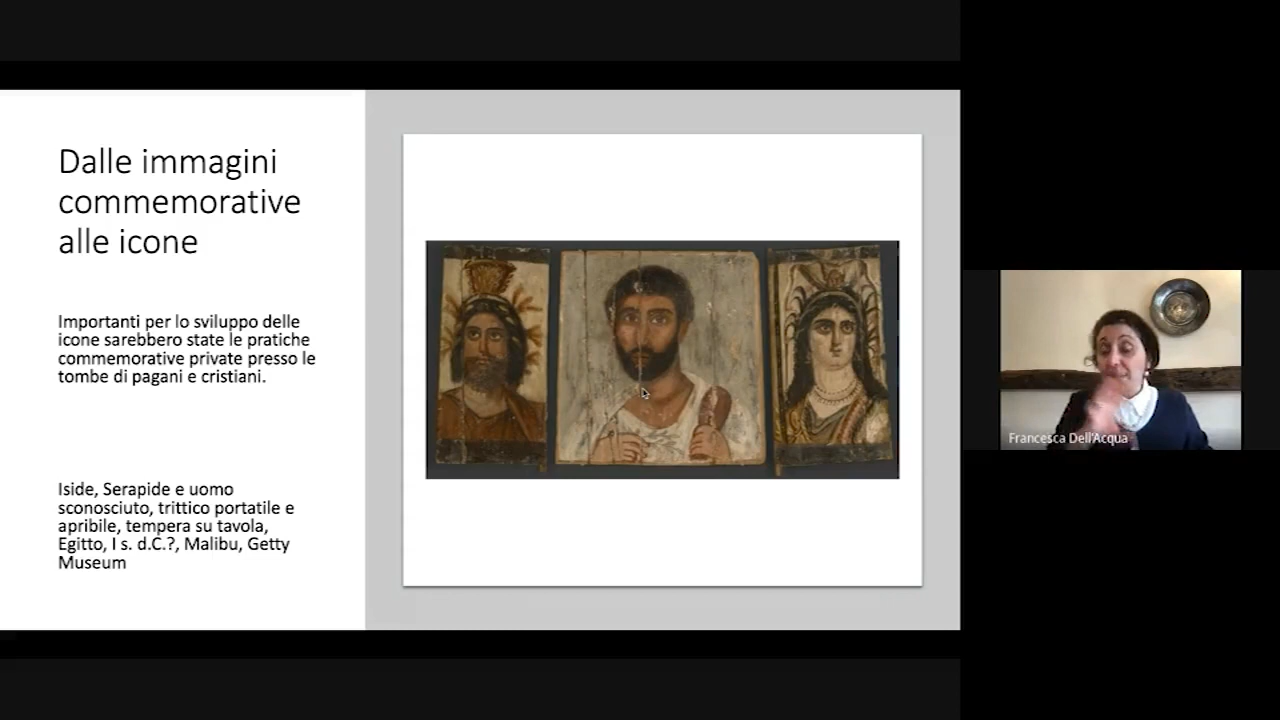 Dalle immagini
commemorative
alle icone
Importanti per lo sviluppo delle
icone sarebbero state le pratiche
commemorative private presso le
tombe di pagani e cristiani.
Iside, Serapide e uomo
sconosciuto, trittico portatile e
apribile, tempera su tavola,
Egitto, I s. d.C.?, Malibu, Getty
Museum
Francesca Dell'Acqua